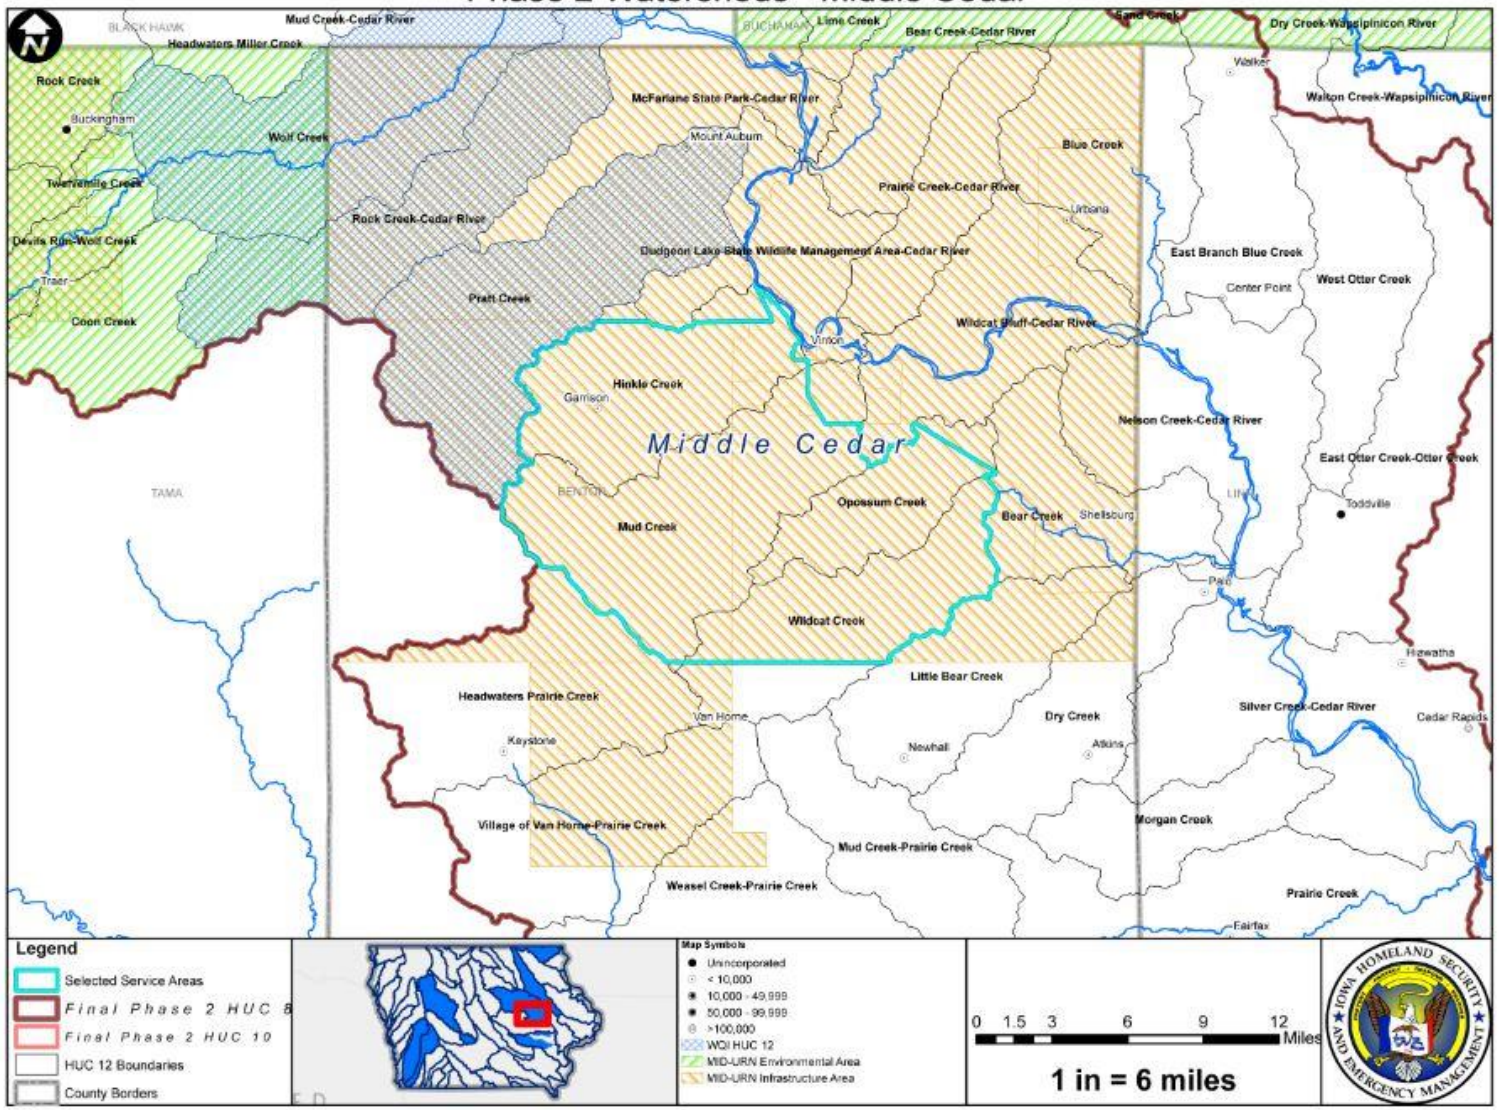 Phase 2 Watersheds - Middle Cedar
Mud Creek-Cedar River
BLACK HAWK
BUCHANAN
Lime Creek
Sand Creek
Dry Creek-Wapsipinicon River
Headwaters Miller Creek
Bear Creek-Cedar River
Walker
Rock Creek
McFarlane State Park-Cedar River
Walton Creek-Wapsipinicon River
Buckingham
Wolf Creek
Mount Auburn
Blue Creek
Twelvemile Creek
Prairie Creek-Cedar River
Rock Creek-Cedar River
Urbana
Devils Run-Wolf Creek
Dudgeon Lake State Wildlife Management Area-Cedar River
East Branch Blue Creek
Traer
West Otter Creek
Pratt Creek
Center Point
Coon Creek
Wildcat Bluff-Cedar River
Vinton
Hinkle Creek
Garrison
Nelson Creek-Cedar River
Middle Cedar
East Otter Creek-Otter Creek
TAMA
BENTON
LINN
Opossum Creek
Toddville
Mud Creek
Bear Creek
Shellsburg
Palo
Wildcat Creek
Hiawatha
Little Bear Creek
Headwaters Prairie Creek
Silver Creek-Cedar River
Van Horne
Dry Creek
Cedar Rapids
Keystone
Newhall
Atkins
Village of Van Horne-Prairie Creek
Morgan Creek
Mud Creek-Prairie Creek
Weasel Creek-Prairie Creek
Prairie Creek
Fairfax
Legend
Selected Service Areas
Final Phase 2 HUC 8
Final Phase 2 HUC 10
HUC 12 Boundaries
County Borders
Map Symbols
Unincorporated
< 10,000
10,000 - 49,999
50,000 - 99,999
>100,000
WQI HUC 12
MID-URN Environmental Area
MID-URN Infrastructure Area
0 1.5 3 6 9 12
Miles
1 in = 6 miles
IOWA HOMELAND SECURITY
AND EMERGENCY MANAGEMENT
N